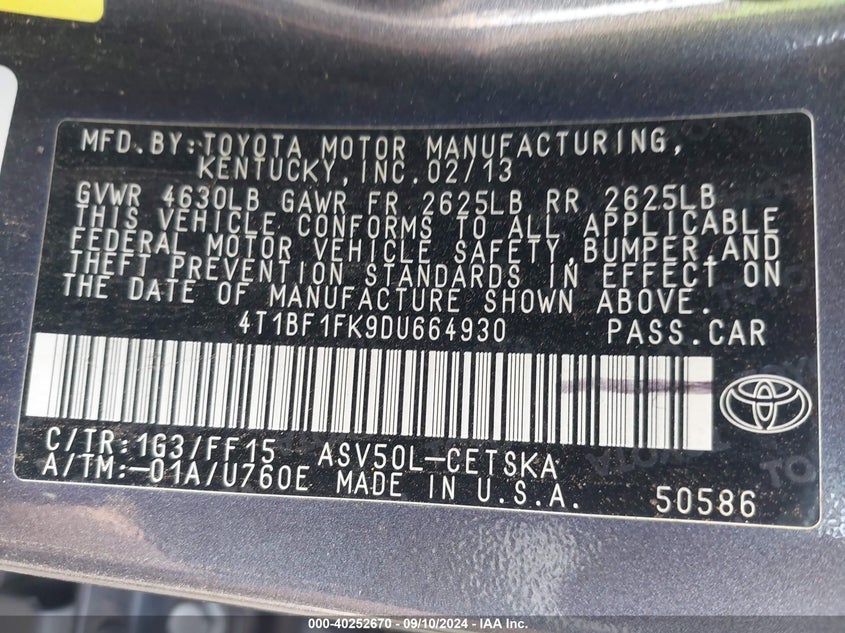 MFD.BY:TOYOTA MOTOR MANUFACTURING,
KENTUCKY,INC.02/13
GVWR 4630LB GAWR FR 2625LB RR 2625LB
THIS VEHICLE CONFORMS TO ALL APPLICABLE
FEDERAL MOTOR VEHICLE SAFETY,BUMPER,AND
THEFT PREVENTION STANDARDS IN EFFECT ON
THE DATE OF MANUFACTURE SHOWN ABOVE.
4T1BF1FK9DU664930 PASS.CAR
C/TR:1G3/FF15 ASV50L-CETSKA
A/TM:-01A/U760E MADE IN U.S.A. 50586
000-40252670 - 09/10/2024 - IAA Inc.